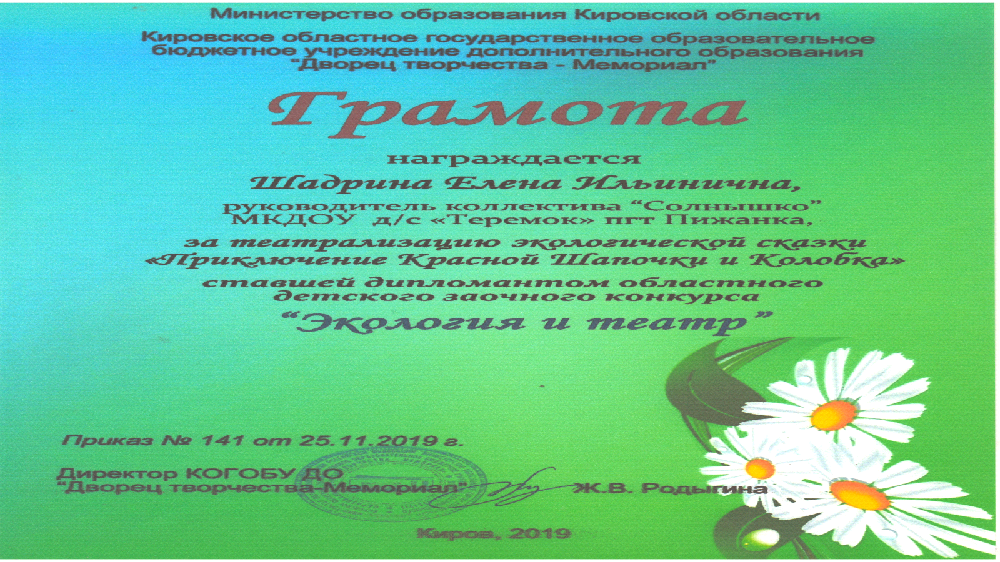 Министерство образования Кировской области
Кировское областное государственное образовательное
бюджетное учреждение дополнительного образования
“Дворец творчества - Мемориал”
Грамота
награждается
Шадрина Елена Ильинична,
руководитель коллектива “Солнышко”
МКДОУ д/с «Теремок» пгт Пижанка,
за театрализацию экологической сказки
«Приключение Красной Шапочки и Колобка»
ставшей дипломантом областного
детского заочного конкурса
“Экология и театр”
Приказ № 141 от 25.11.2019 г.
Директор КОГОБУ ДО
“Дворец творчества-Мемориал” Ж.В. Родыгина
Киров, 2019